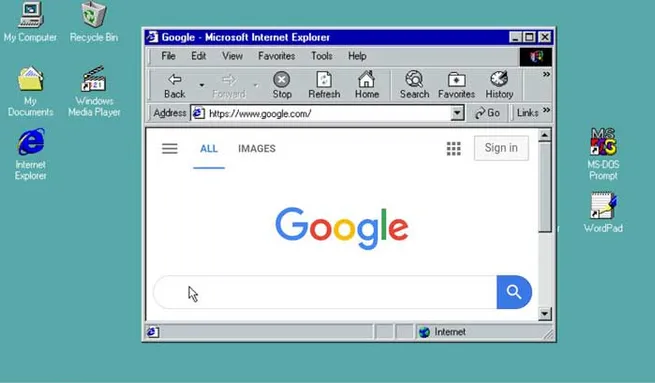 My Computer
Recycle Bin
My
Documents
Windows
Media Player
Internet
Explorer
Google - Microsoft Internet Explorer
File Edit View Favorites Tools Help
Back Forward Stop Refresh Home Search Favorites History »
Address https://www.google.com/ Go Links »
ALL IMAGES Sign in
Google
Internet
MS-DOS
Prompt
WordPad